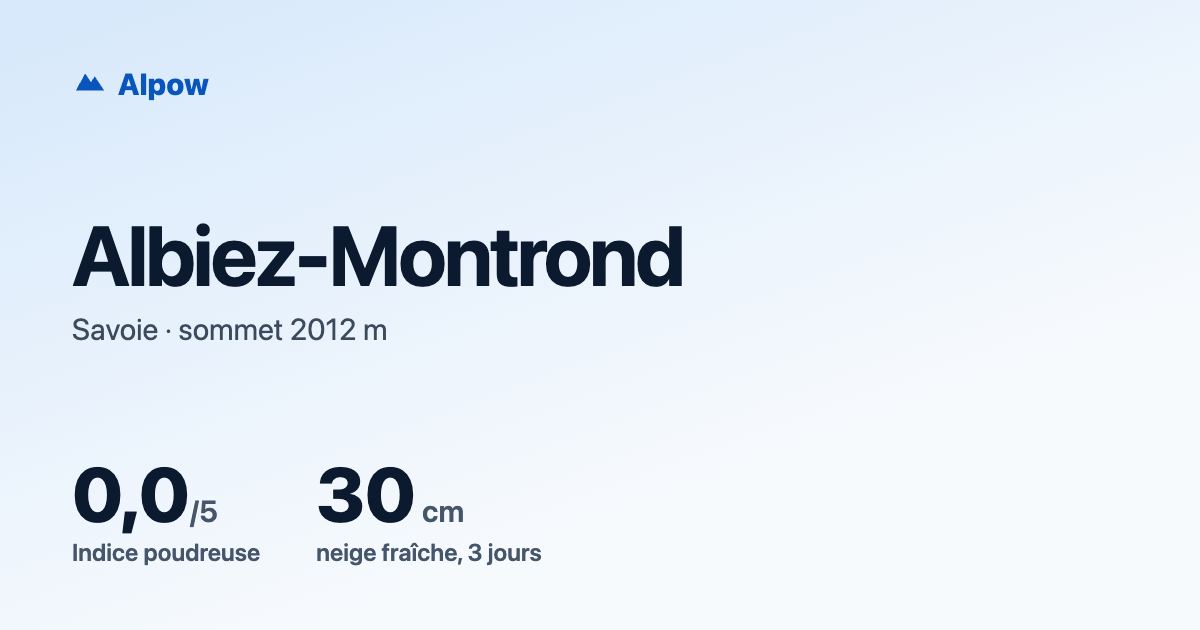 Alpow
Albiez-Montrond
Savoie · sommet 2012 m
0,0/5
Indice poudreuse
30 cm
neige fraîche, 3 jours